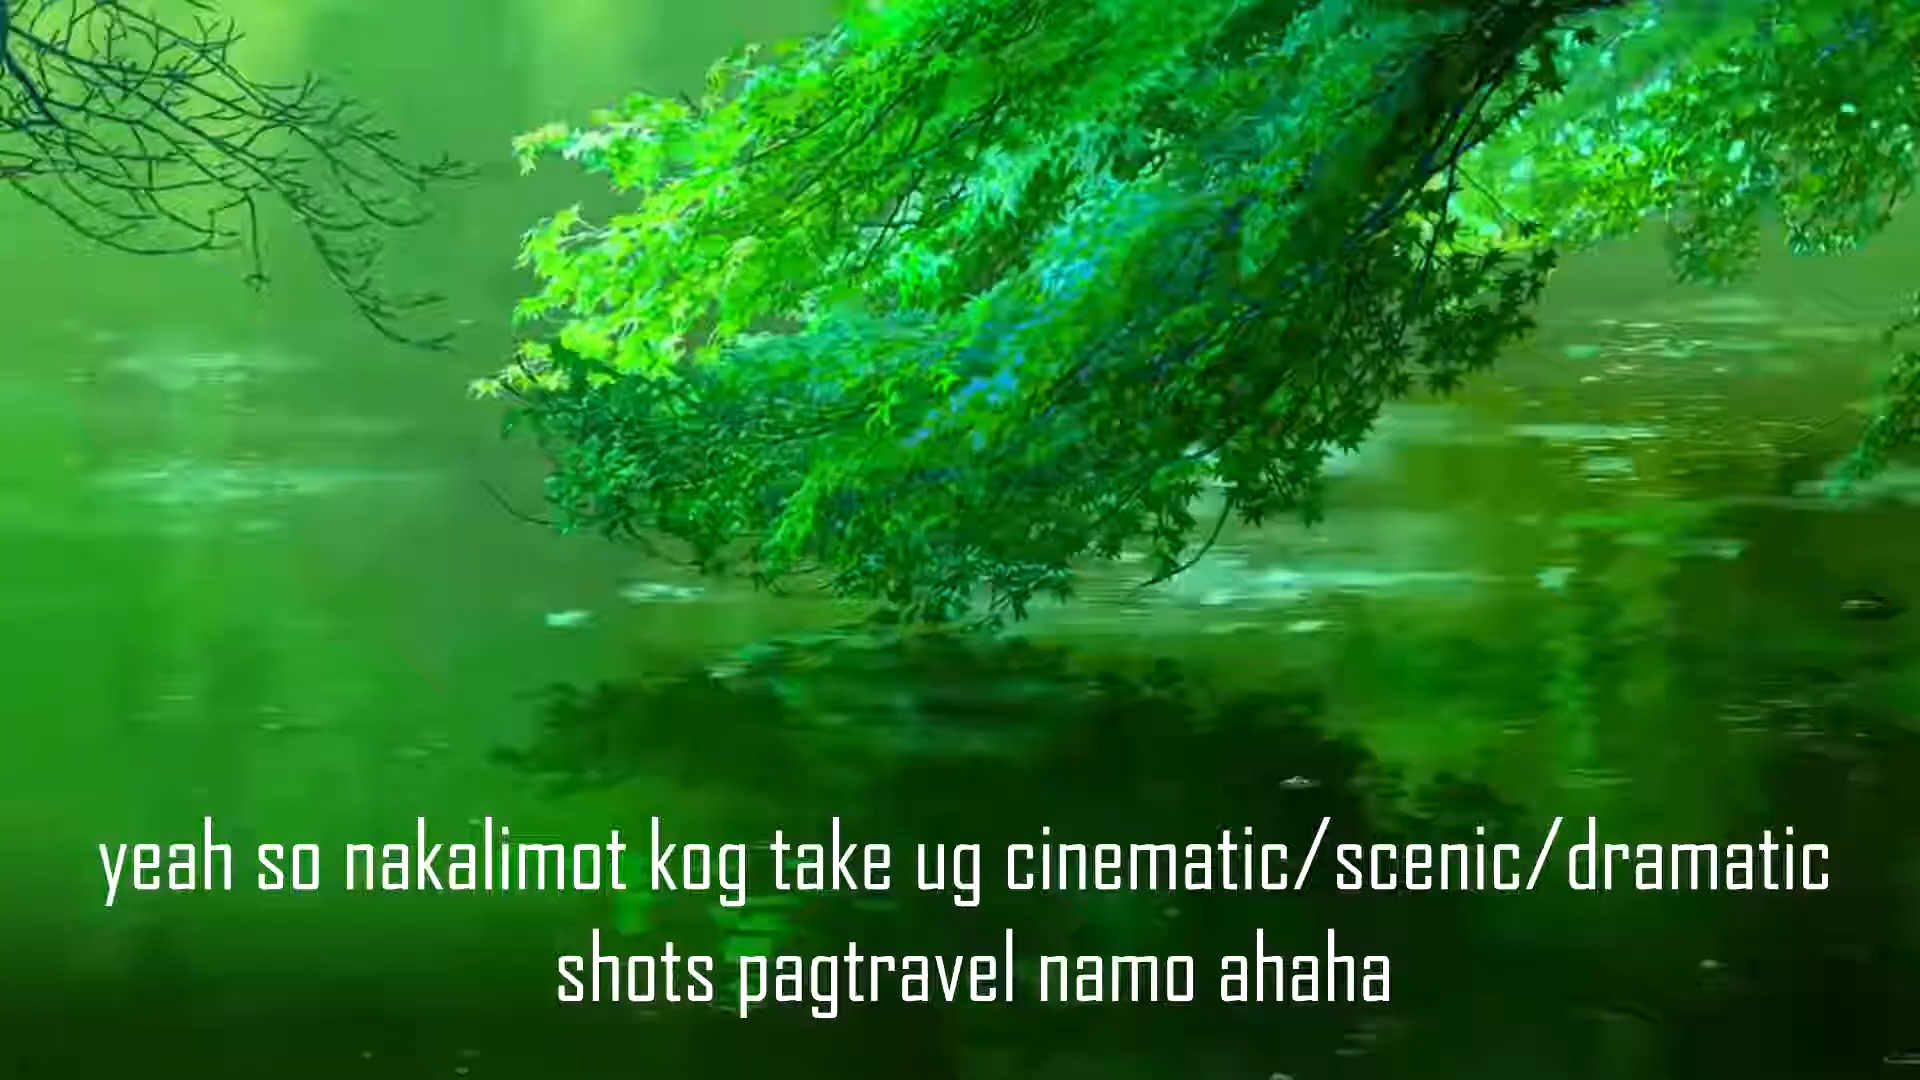 yeah so nakalimot kog take ug cinematic/scenic/dramatic
shots pagtravel namo ahaha